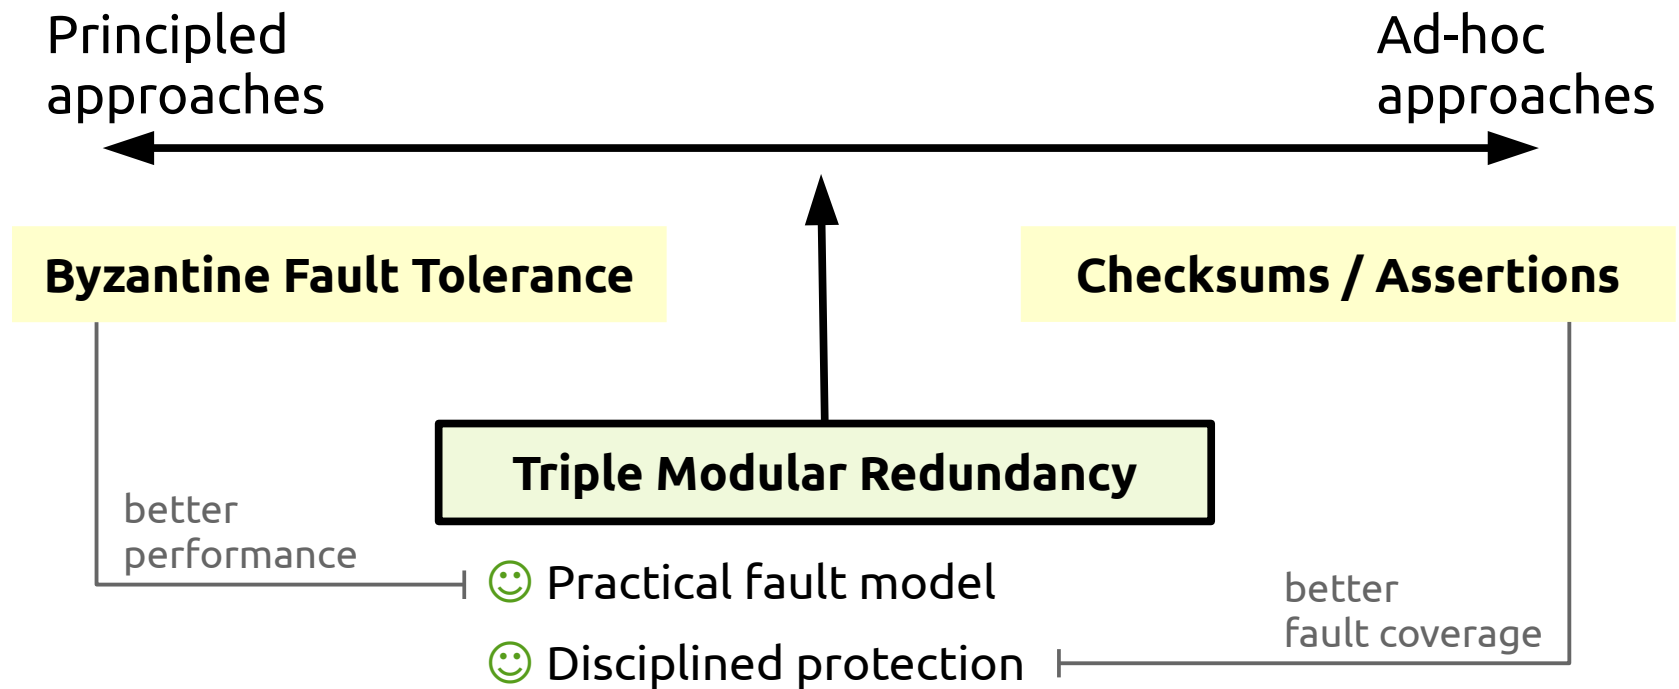 Principled
approaches
Ad-hoc
approaches
Byzantine Fault Tolerance
Checksums / Assertions
Triple Modular Redundancy
better
performance
Practical fault model
better
fault coverage
Disciplined protection